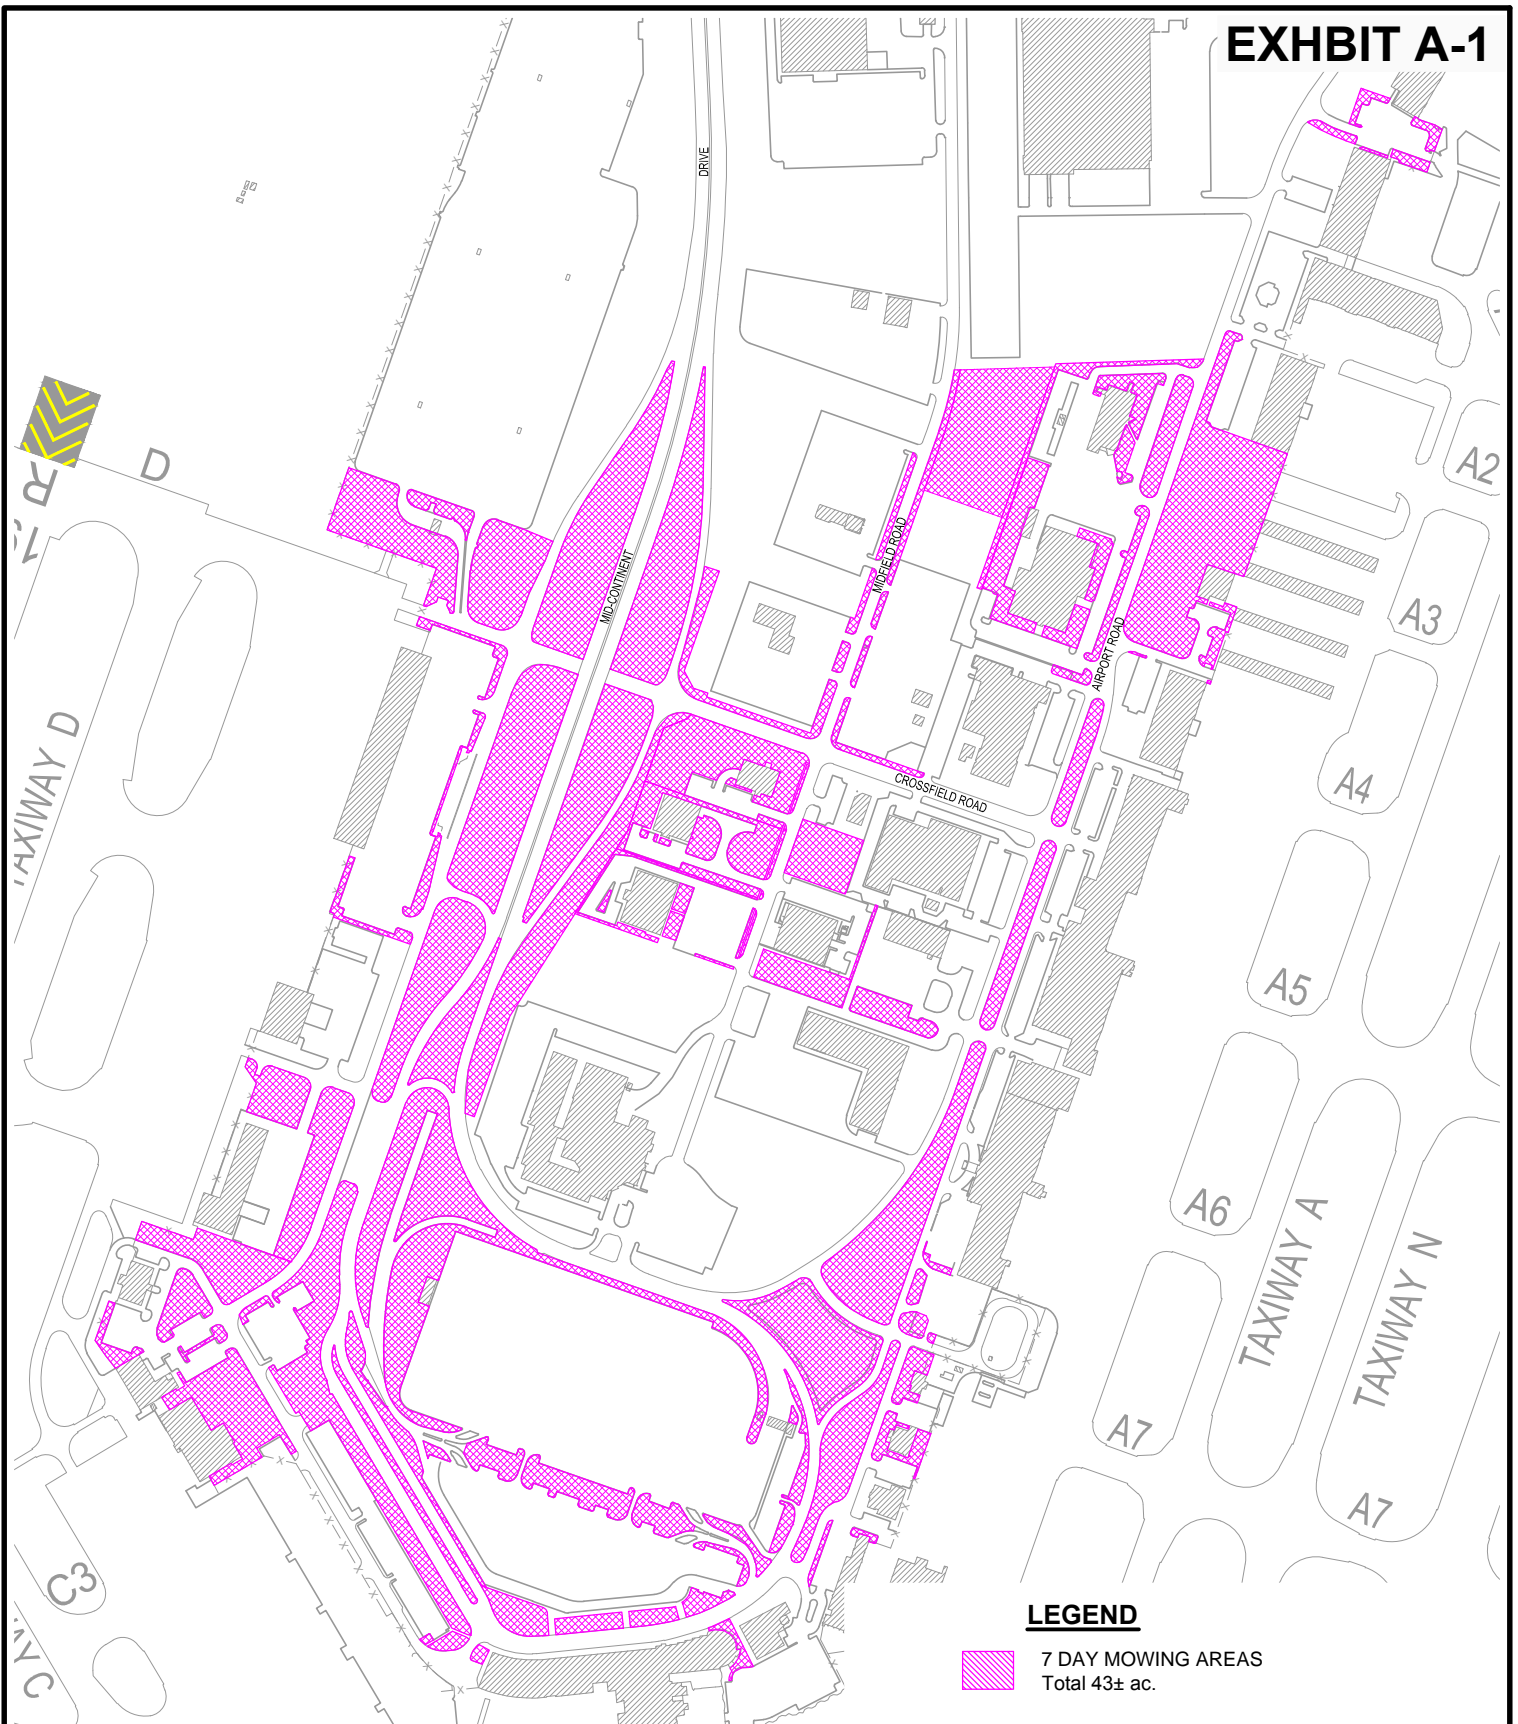 EXHBIT A-1
DRIVE
D
A2
MID-CONTINENT
MIDFIELD ROAD
A3
AIRPORT ROAD
TAXIWAY D
A4
CROSSFIELD ROAD
A5
A6
TAXIWAY A
TAXIWAY N
A7
A7
C3
LEGEND
7 DAY MOWING AREAS
Total 43± ac.